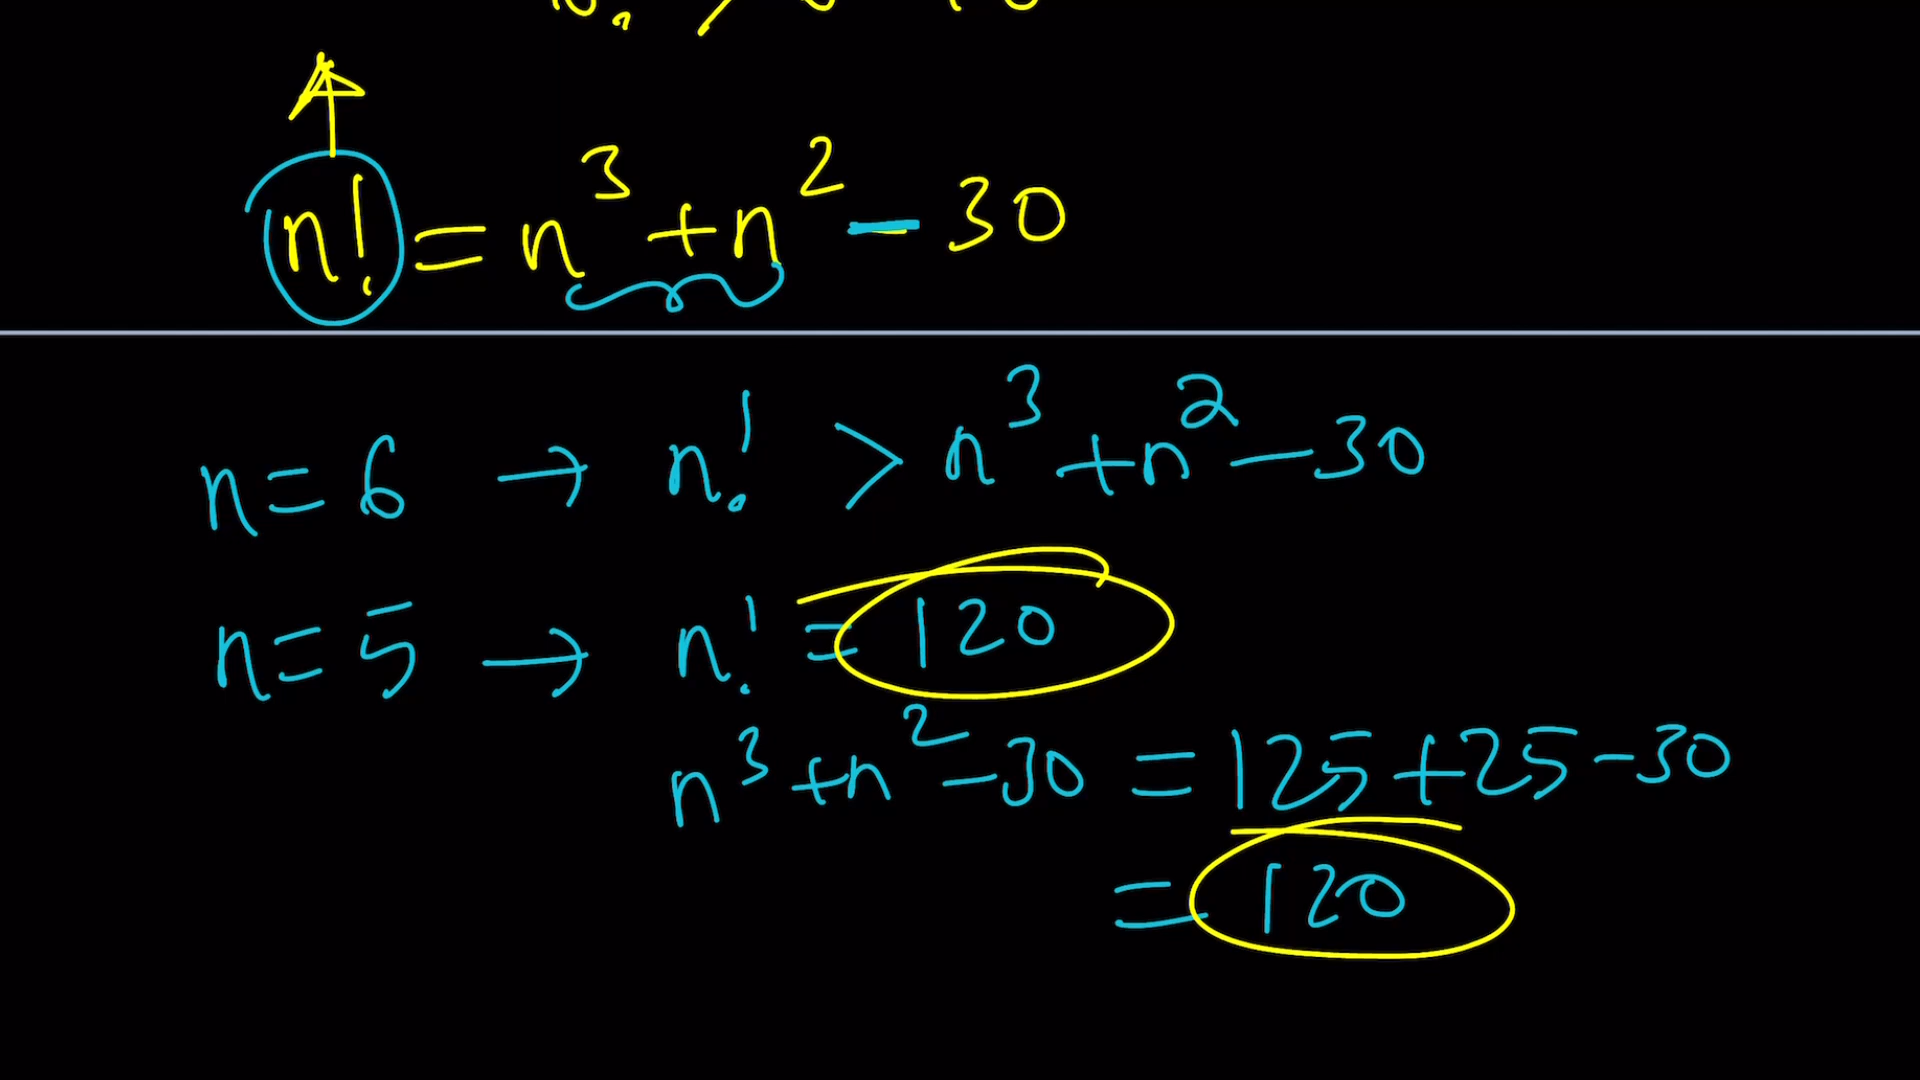 n! = n³ + n² - 30
n = 6 → n! > n³ + n² - 30
n = 5 → n! = 120
n³ + n² - 30 = 125 + 25 - 30
= 120